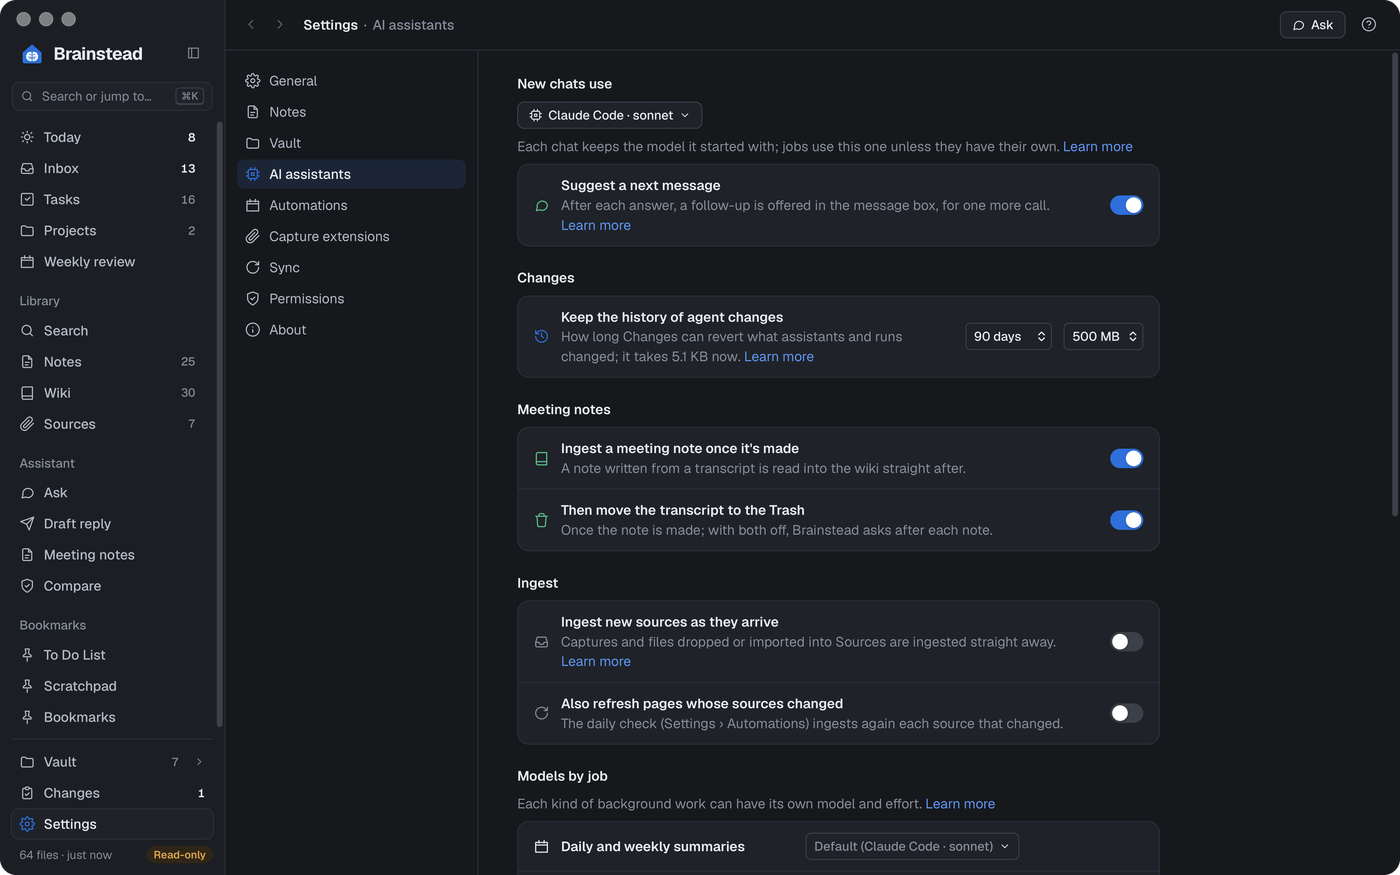 Brainstead
Search or jump to... ⌘K
Today 8
Inbox 13
Tasks 16
Projects 2
Weekly review
Library
Search
Notes 25
Wiki 30
Sources 7
Assistant
Ask
Draft reply
Meeting notes
Compare
Bookmarks
To Do List
Scratchpad
Bookmarks
Vault 7
Changes 1
Settings
64 files · just now Read-only
Settings · AI assistants
Ask
General
Notes
Vault
AI assistants
Automations
Capture extensions
Sync
Permissions
About
New chats use
Claude Code · sonnet
Each chat keeps the model it started with; jobs use this one unless they have their own. Learn more
Suggest a next message
After each answer, a follow-up is offered in the message box, for one more call.
Learn more
Changes
Keep the history of agent changes
How long Changes can revert what assistants and runs
changed; it takes 5.1 KB now. Learn more
90 days
500 MB
Meeting notes
Ingest a meeting note once it's made
A note written from a transcript is read into the wiki straight after.
Then move the transcript to the Trash
Once the note is made; with both off, Brainstead asks after each note.
Ingest
Ingest new sources as they arrive
Captures and files dropped or imported into Sources are ingested straight away.
Learn more
Also refresh pages whose sources changed
The daily check (Settings › Automations) ingests again each source that changed.
Models by job
Each kind of background work can have its own model and effort. Learn more
Daily and weekly summaries
Default (Claude Code · sonnet)